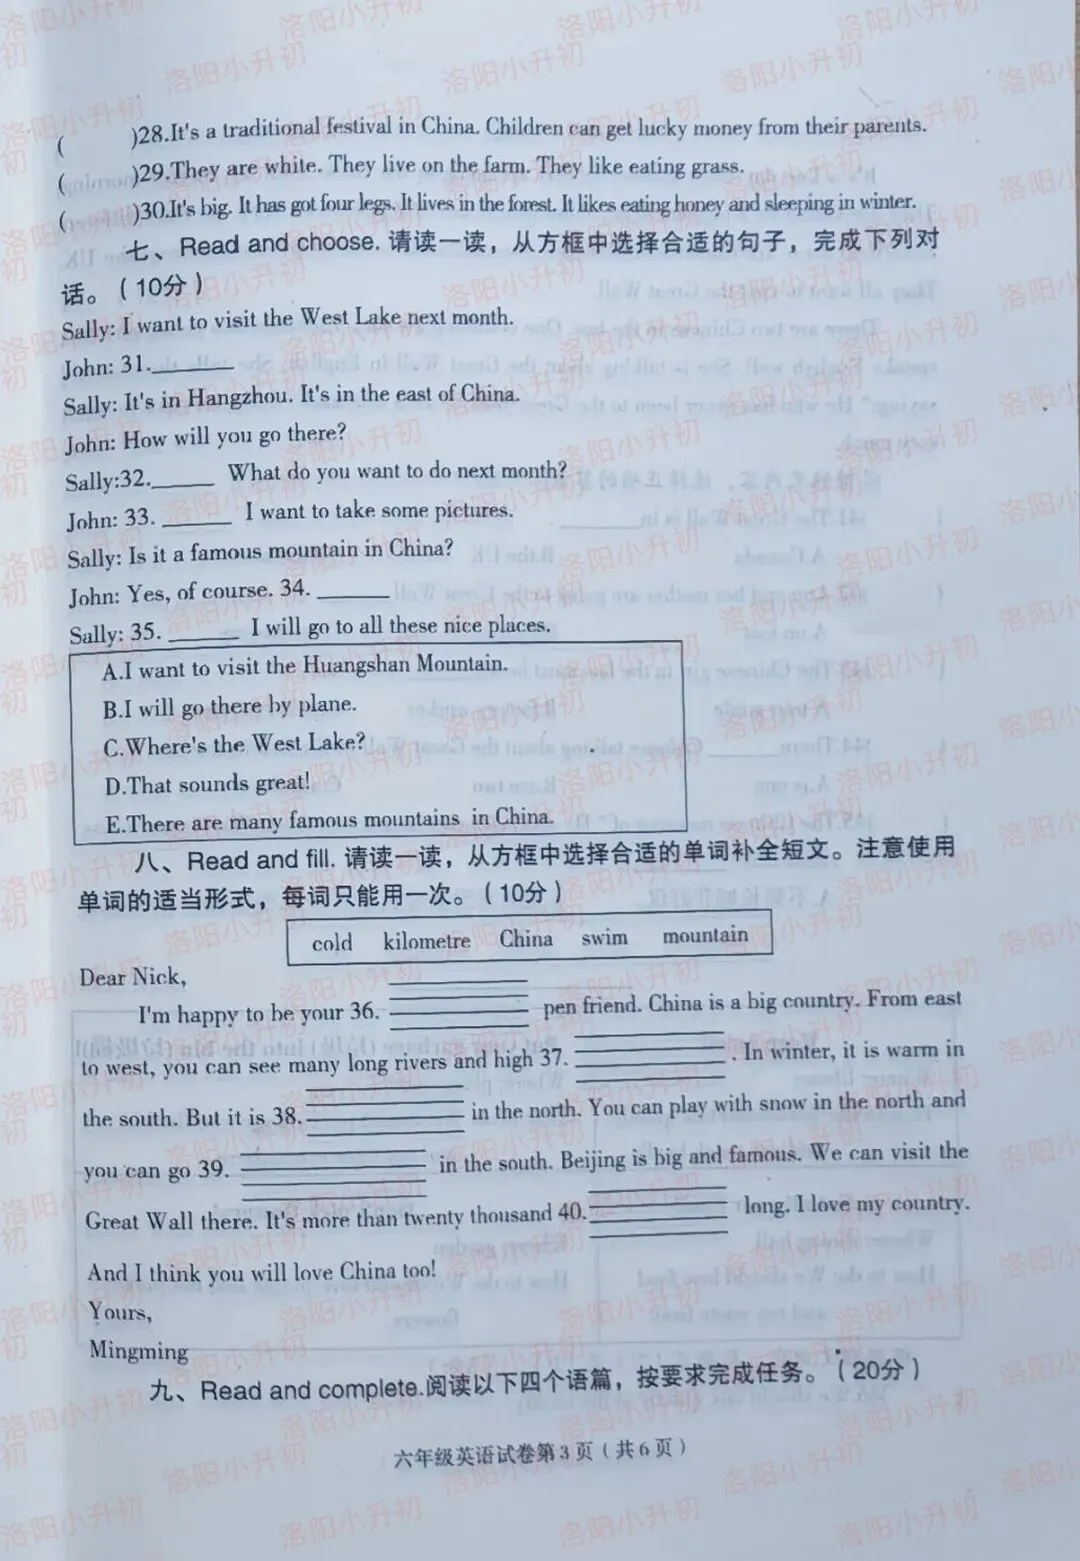 (          )28.It's a traditional festival in China. Children can get lucky money from their parents.
(          )29.They are white. They live on the farm. They like eating grass.
(          )30.It's big. It has got four legs. It lives in the forest. It likes eating honey and sleeping in winter.
七、Read and choose. 请读一读，从方框中选择合适的句子，完成下列对
话。（10分）
Sally: I want to visit the West Lake next month.
John: 31.________
Sally: It's in Hangzhou. It's in the east of China.
John: How will you go there?
Sally:32.______ What do you want to do next month?
John: 33. ______ I want to take some pictures.
Sally: Is it a famous mountain in China?
John: Yes, of course. 34. ______
Sally: 35. ______ I will go to all these nice places.
A.I want to visit the Huangshan Mountain.
B.I will go there by plane.
C.Where's the West Lake?
D.That sounds great!
E.There are many famous mountains in China.
八、Read and fill. 请读一读，从方框中选择合适的单词补全短文。注意使用
单词的适当形式，每词只能用一次。（10分）
cold kilometre China swim mountain
Dear Nick,
I'm happy to be your 36. ________ pen friend. China is a big country. From east
to west, you can see many long rivers and high 37. ________ . In winter, it is warm in
the south. But it is 38. ________ in the north. You can play with snow in the north and
you can go 39. ________ in the south. Beijing is big and famous. We can visit the
Great Wall there. It's more than twenty thousand 40. ________ long. I love my country.
And I think you will love China too!
Yours,
Mingming
九、Read and complete.阅读以下四个语篇，按要求完成任务。（20分）
六年级英语试卷第3页（共6页）
洛阳小升初